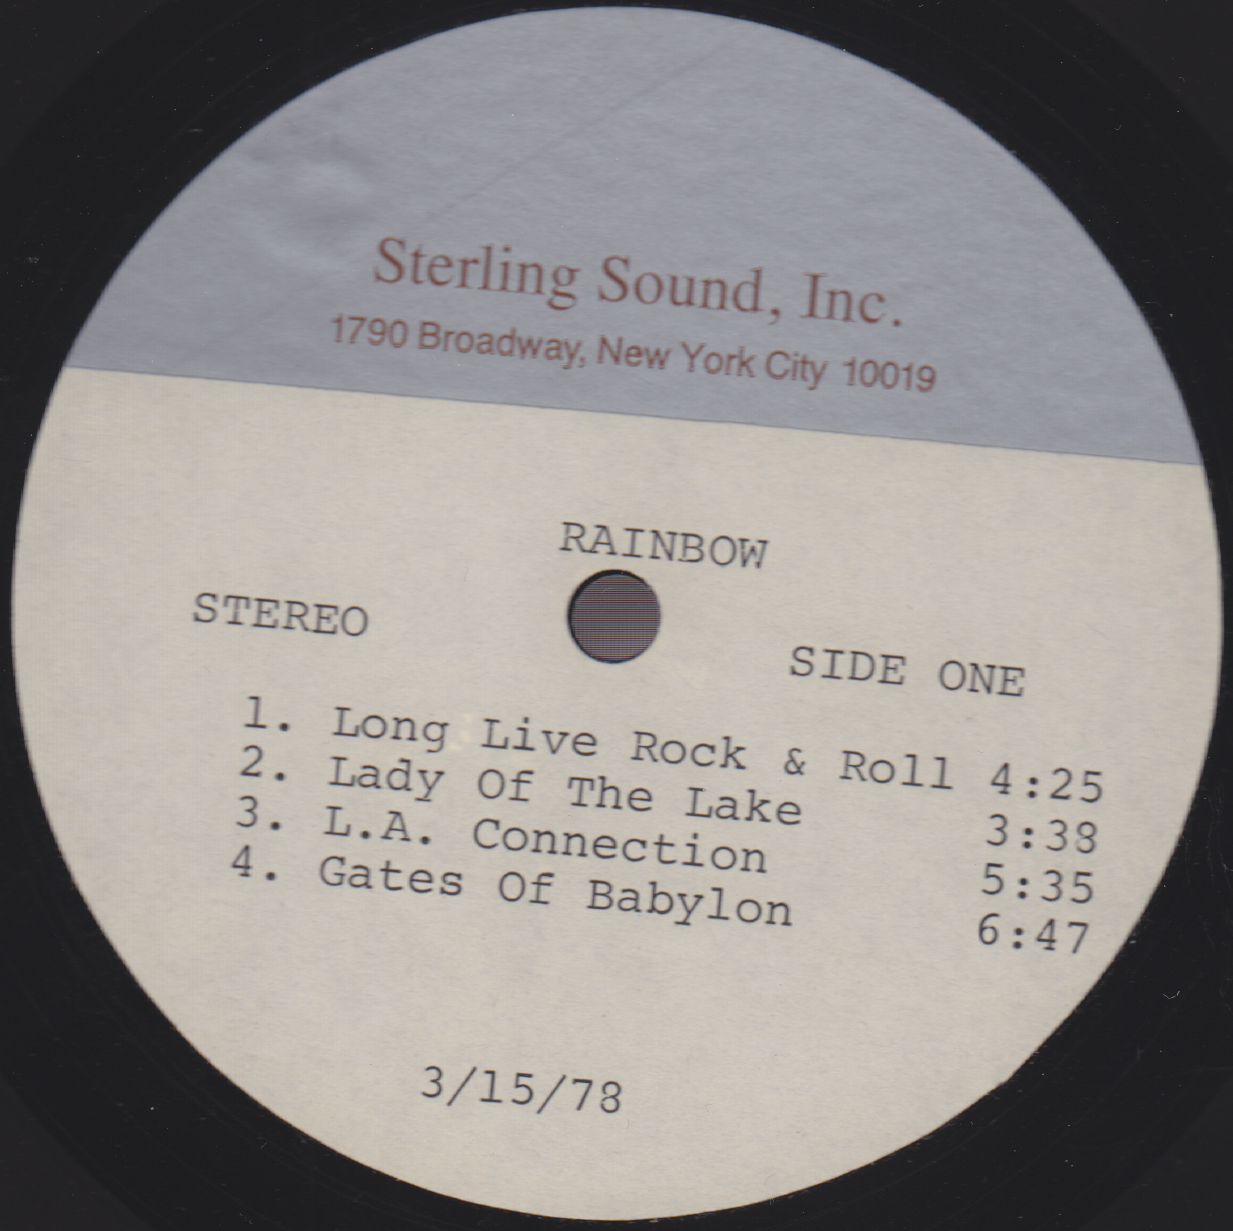 Sterling Sound, Inc.
1790 Broadway, New York City 10019
RAINBOW
STEREO
SIDE ONE
1. Long Live Rock & Roll 4:25
2. Lady Of The Lake 3:38
3. L.A. Connection 5:35
4. Gates Of Babylon 6:47
3/15/78